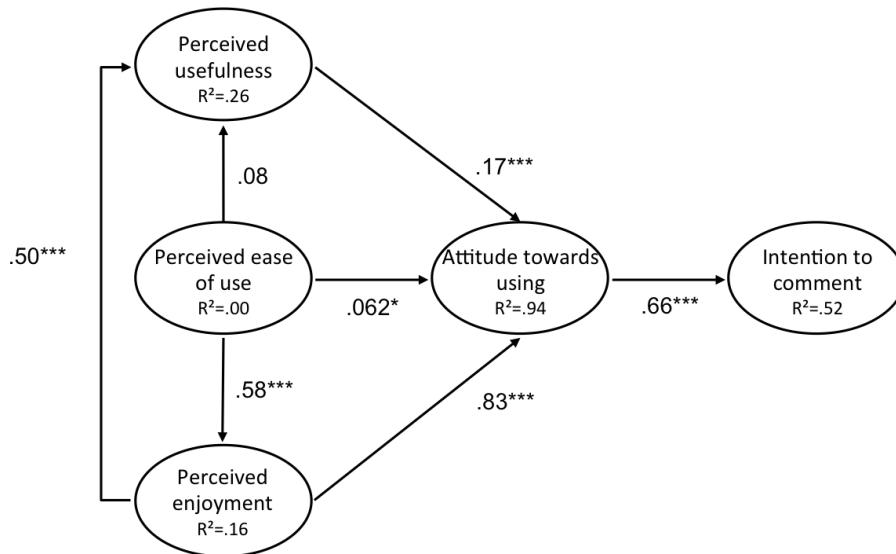 Perceived
usefulness
R²=.26
.17***
.08
.50***
Perceived ease
of use
R²=.00
.062*
Attitude towards
using
R²=.94
.66***
Intention to
comment
R²=.52
.58***
.83***
Perceived
enjoyment
R²=.16